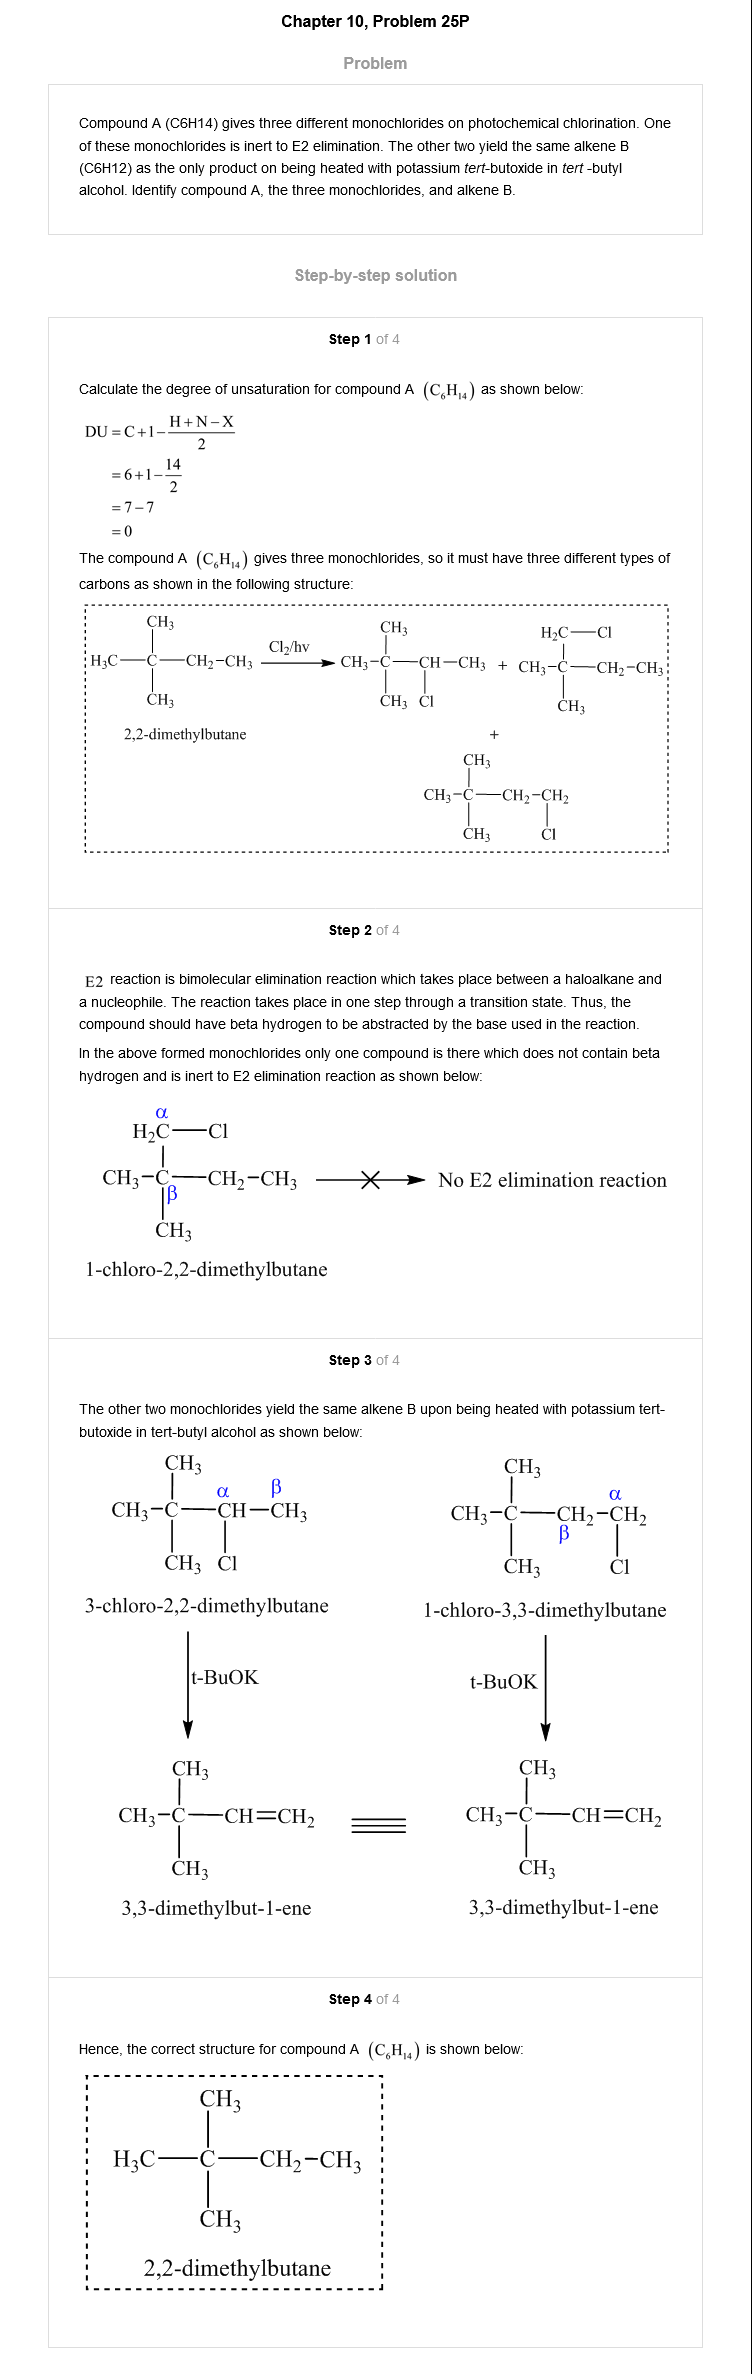 Chapter 10, Problem 25P
Problem
Compound A (C6H14) gives three different monochlorides on photochemical chlorination. One
of these monochlorides is inert to E2 elimination. The other two yield the same alkene B
(C6H12) as the only product on being heated with potassium tert-butoxide in tert -butyl
alcohol. Identify compound A, the three monochlorides, and alkene B.
Step-by-step solution
Step 1 of 4
Calculate the degree of unsaturation for compound A (C₆H₁₄) as shown below:
DU = C+1− H+N−X
2
=6+1− 14
2
=7−7
=0
The compound A (C₆H₁₄) gives three monochlorides, so it must have three different types of
carbons as shown in the following structure:
CH₃
CH₃
H₂C—Cl
Cl₂/hv
H₃C—C—CH₂−CH₃
CH₃−C—CH—CH₃ + CH₃−C—CH₂−CH₃
CH₃
CH₃ Cl
CH₃
2,2-dimethylbutane
+
CH₃
CH₃−C—CH₂−CH₂
CH₃
Cl
Step 2 of 4
E2 reaction is bimolecular elimination reaction which takes place between a haloalkane and
a nucleophile. The reaction takes place in one step through a transition state. Thus, the
compound should have beta hydrogen to be abstracted by the base used in the reaction.
In the above formed monochlorides only one compound is there which does not contain beta
hydrogen and is inert to E2 elimination reaction as shown below:
α
H₂C—Cl
CH₃−C—CH₂−CH₃
No E2 elimination reaction
β
CH₃
1-chloro-2,2-dimethylbutane
Step 3 of 4
The other two monochlorides yield the same alkene B upon being heated with potassium tert-
butoxide in tert-butyl alcohol as shown below:
CH₃
CH₃
α β
α
CH₃−C—CH—CH₃
CH₃−C—CH₂−CH₂
β
CH₃ Cl
CH₃ Cl
3-chloro-2,2-dimethylbutane
1-chloro-3,3-dimethylbutane
t-BuOK
t-BuOK
CH₃
CH₃
CH₃−C—CH=CH₂
CH₃−C—CH=CH₂
CH₃
CH₃
3,3-dimethylbut-1-ene
3,3-dimethylbut-1-ene
Step 4 of 4
Hence, the correct structure for compound A (C₆H₁₄) is shown below:
CH₃
H₃C—C—CH₂−CH₃
CH₃
2,2-dimethylbutane